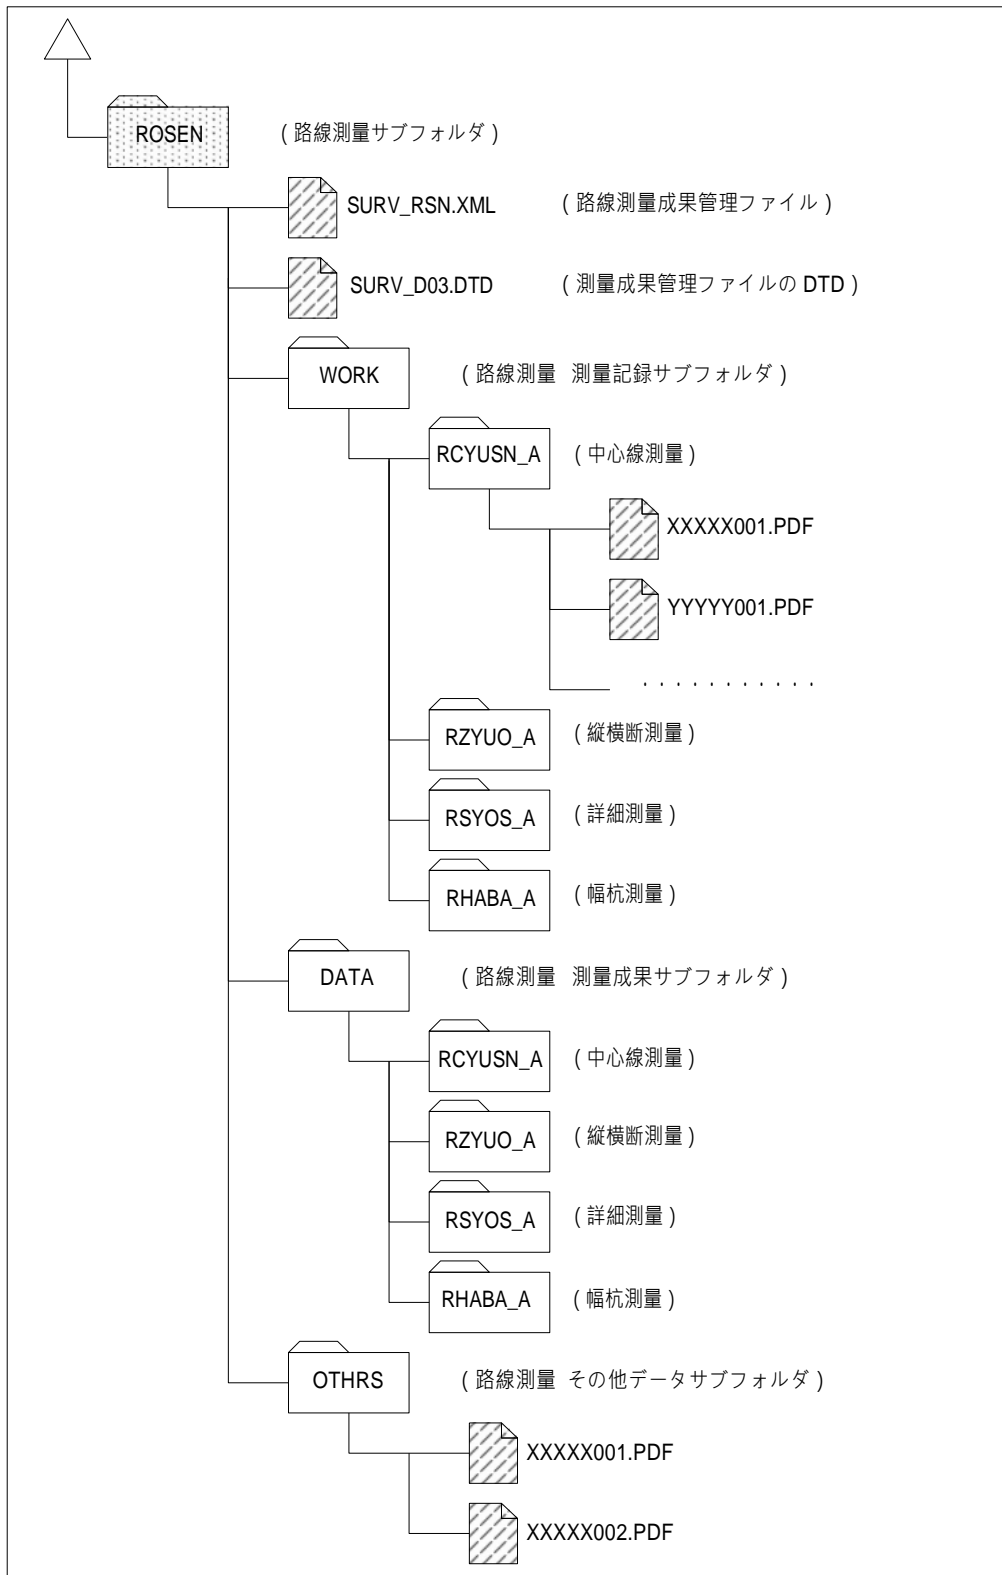 ROSEN (路線測量サブフォルダ)
SURV_RSN.XML (路線測量成果管理ファイル)
SURV_D03.DTD (測量成果管理ファイルの DTD)
WORK (路線測量 測量記録サブフォルダ)
RCYUSN_A (中心線測量)
XXXXX001.PDF
YYYYY001.PDF
・・・・・・・・・・・
RZYUO_A (縦横断測量)
RSYOS_A (詳細測量)
RHABA_A (幅杭測量)
DATA (路線測量 測量成果サブフォルダ)
RCYUSN_A (中心線測量)
RZYUO_A (縦横断測量)
RSYOS_A (詳細測量)
RHABA_A (幅杭測量)
OTHRS (路線測量 その他データサブフォルダ)
XXXXX001.PDF
XXXXX002.PDF